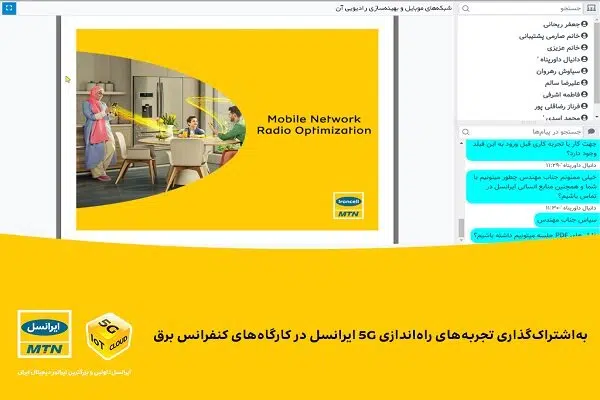 شبکه‌های موبایل و بهینه‌سازی رادیویی آن
جستجو
جعفر ریحانی
خانم صارمی پشتیبانی
خانم عزیزی
دانیال داورپناه '
سیاوش رهروان
علیرضا سالم
فاطمه اشرفی
فرناز رضاقلی پور
محمد اسدی '
جستجو در پیام‌ها
جهت کار یا تجربه کاری قبل ورود به این فیلد
وجود دارد؟
دانیال داورپناه ' ۱۱:۲۹
خیلی ممنونم جناب مهندس چطور میتونیم با
شما و همچنین منابع انسانی ایرانسل در
تماس باشیم؟
دانیال داورپناه ' ۱۱:۳۰
سپاس جناب مهندس
PDF جلسه میتونیم داشته باشیم؟
Mobile Network
Radio Optimization
Irancell
MTN
به‌اشتراک‌گذاری تجربه‌های راه‌اندازی 5G ایرانسل در کارگاه‌های کنفرانس برق
5G
IoT
CLOUD
ایرانسل
MTN
ایرانسل؛ اولین و بزرگترین اپراتور دیجیتال ایران